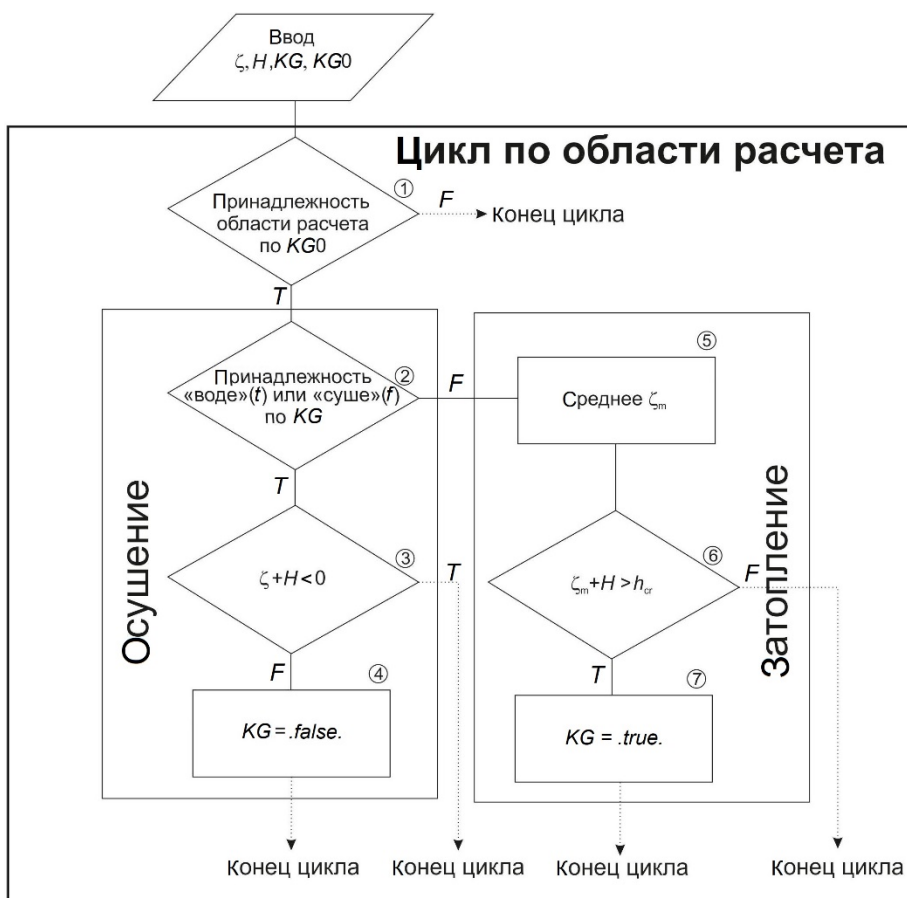 Ввод
ζ, H, KG, KG0
Цикл по области расчета
①
Принадлежность
области расчета
по KG0
F
Конец цикла
T
②
Принадлежность
«воде»(t) или «суше»(f)
по KG
F
T
⑤
Среднее ζm
Осушение
③
ζ+H<0
T
F
④
KG = .false.
Затопление
⑥
ζm+H>hcr
F
T
⑦
KG = .true.
Конец цикла
Конец цикла
Конец цикла
Конец цикла